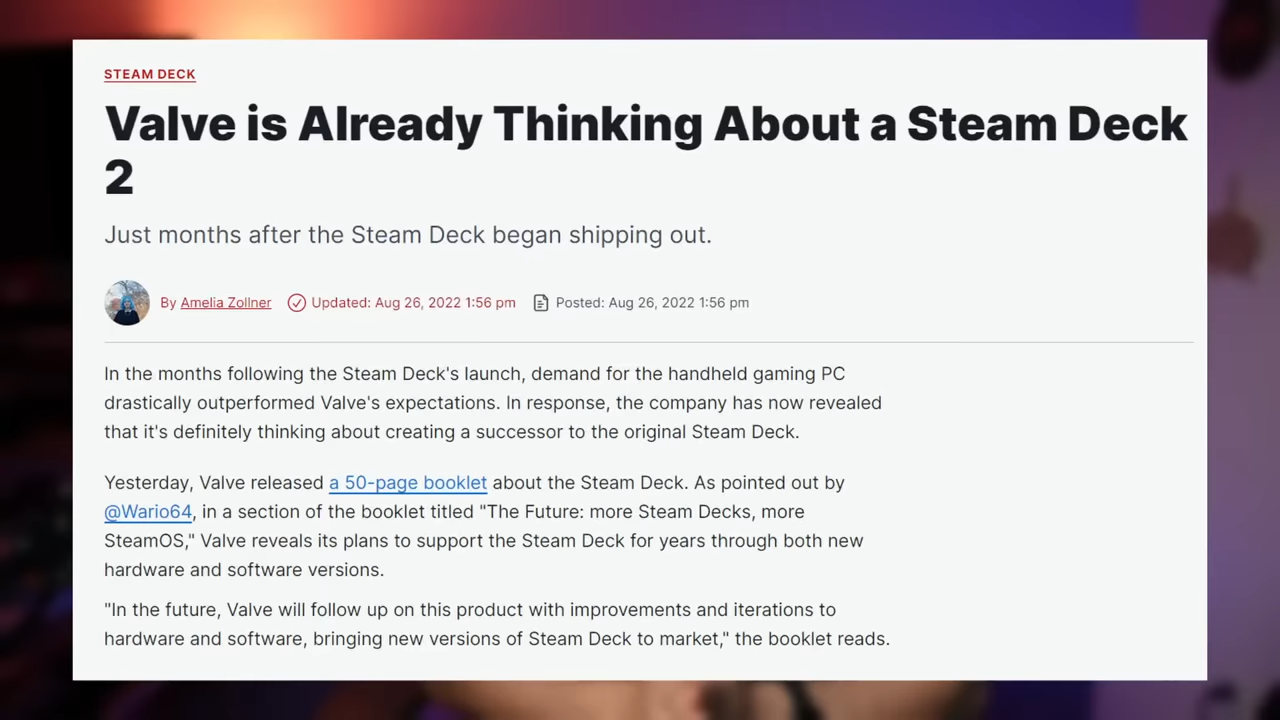 STEAM DECK
Valve is Already Thinking About a Steam Deck
2
Just months after the Steam Deck began shipping out.
By Amelia Zollner Updated: Aug 26, 2022 1:56 pm Posted: Aug 26, 2022 1:56 pm
In the months following the Steam Deck's launch, demand for the handheld gaming PC
drastically outperformed Valve's expectations. In response, the company has now revealed
that it's definitely thinking about creating a successor to the original Steam Deck.
Yesterday, Valve released a 50-page booklet about the Steam Deck. As pointed out by
@Wario64, in a section of the booklet titled "The Future: more Steam Decks, more
SteamOS," Valve reveals its plans to support the Steam Deck for years through both new
hardware and software versions.
"In the future, Valve will follow up on this product with improvements and iterations to
hardware and software, bringing new versions of Steam Deck to market," the booklet reads.